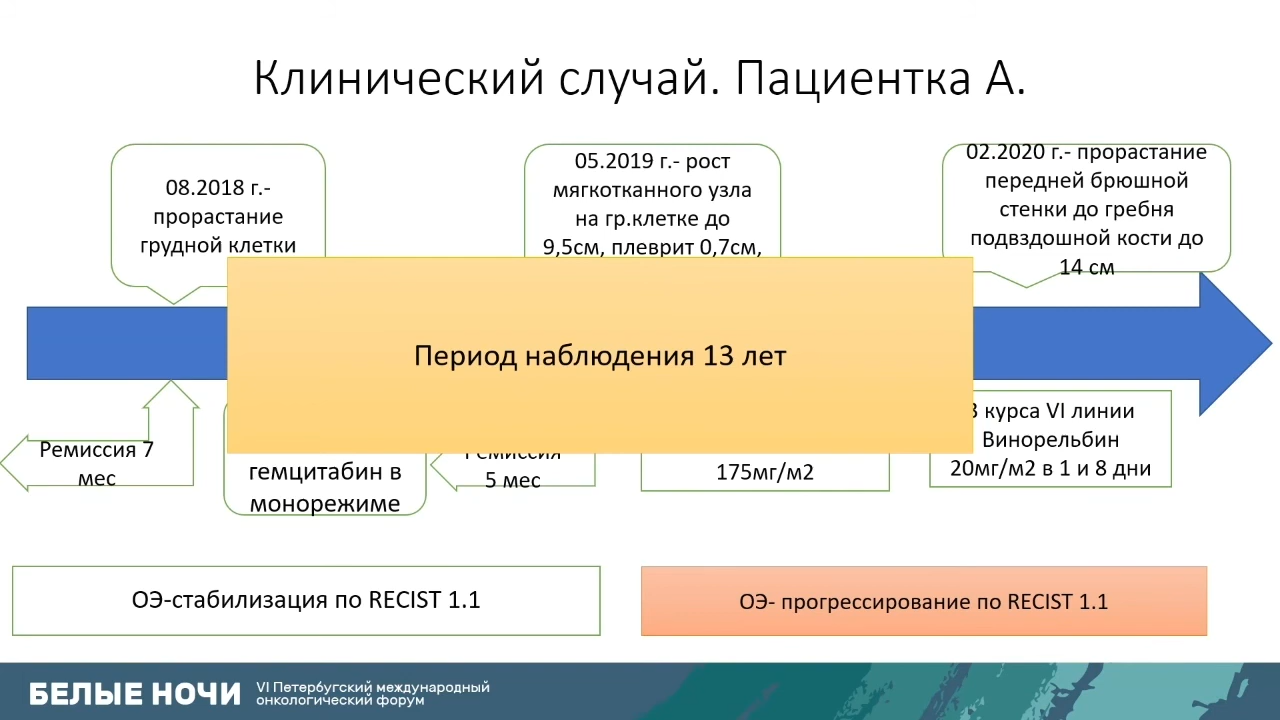 Клинический случай. Пациентка А.
08.2018 г.-
прорастание
грудной клетки
05.2019 г.- рост
мягкотканного узла
на гр.клетке до
9,5см, плеврит 0,7см,
02.2020 г.- прорастание
передней брюшной
стенки до гребня
подвздошной кости до
14 см
Период наблюдения 13 лет
Ремиссия 7
мес
гемцитабин в
монорежиме
Ремиссия
5 мес
175мг/м2
3 курса VI линии
Винорельбин
20мг/м2 в 1 и 8 дни
ОЭ-стабилизация по RECIST 1.1
ОЭ- прогрессирование по RECIST 1.1
БЕЛЫЕ НОЧИ
VI Петербургский международный
онкологический форум